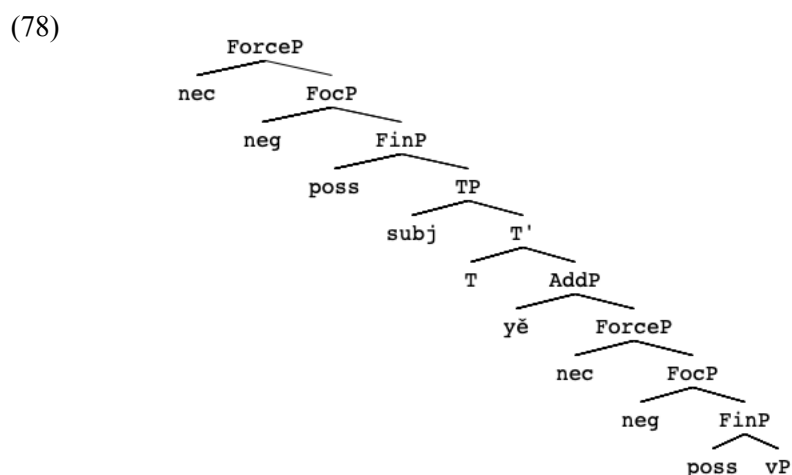 (78)
ForceP
nec FocP
neg FinP
poss TP
subj T'
T AddP
yě ForceP
nec FocP
neg FinP
poss vP